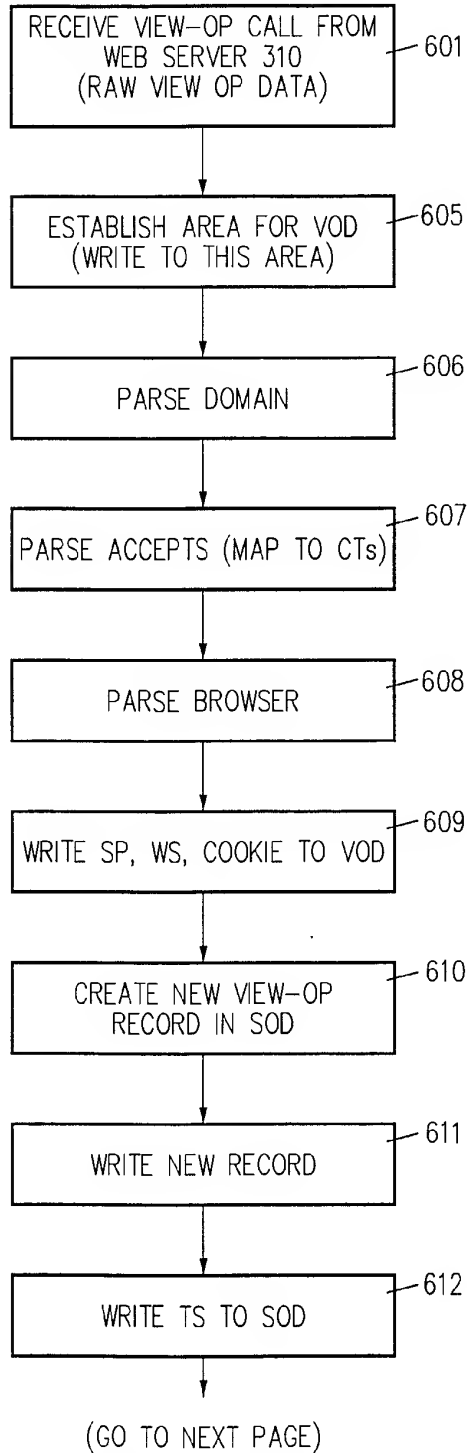 RECEIVE VIEW-OP CALL FROM
WEB SERVER 310
(RAW VIEW OP DATA)
601
ESTABLISH AREA FOR VOD
(WRITE TO THIS AREA)
605
PARSE DOMAIN
606
PARSE ACCEPTS (MAP TO CTs)
607
PARSE BROWSER
608
WRITE SP, WS, COOKIE TO VOD
609
CREATE NEW VIEW-OP
RECORD IN SOD
610
WRITE NEW RECORD
611
WRITE TS TO SOD
612
(GO TO NEXT PAGE)